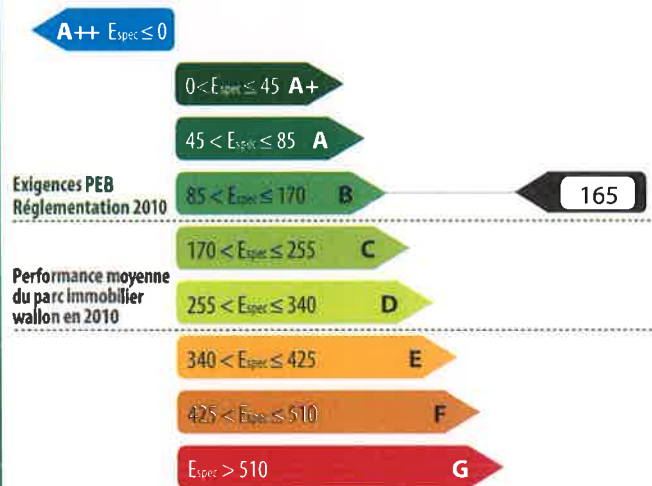 A++ Espec ≤ 0
0 < Espec ≤ 45 A+
45 < Espec ≤ 85 A
Exigences PEB
Réglementation 2010
85 < Espec ≤ 170 B
165
170 < Espec ≤ 255 C
Performance moyenne
du parc immobilier
wallon en 2010
255 < Espec ≤ 340 D
340 < Espec ≤ 425 E
425 < Espec ≤ 510 F
Espec > 510 G